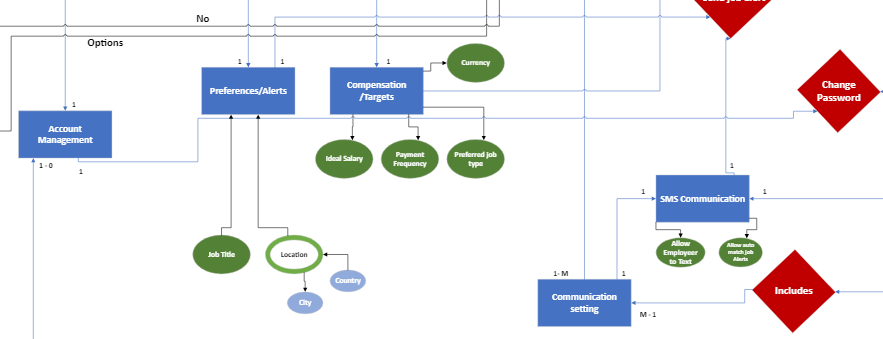 No
Options
Currency
1
1
1
Preferences/Alerts
Compensation
/Targets
Change
Password
1
Account
Management
1 - 0
1
Ideal Salary
Payment
Frequency
Preferred job
type
1
1
SMS Communication
1
Job Title
Location
Allow
Employeer
to Text
Allow auto
match job
Alerts
Country
City
1- M
1
Communication
setting
Includes
M - 1